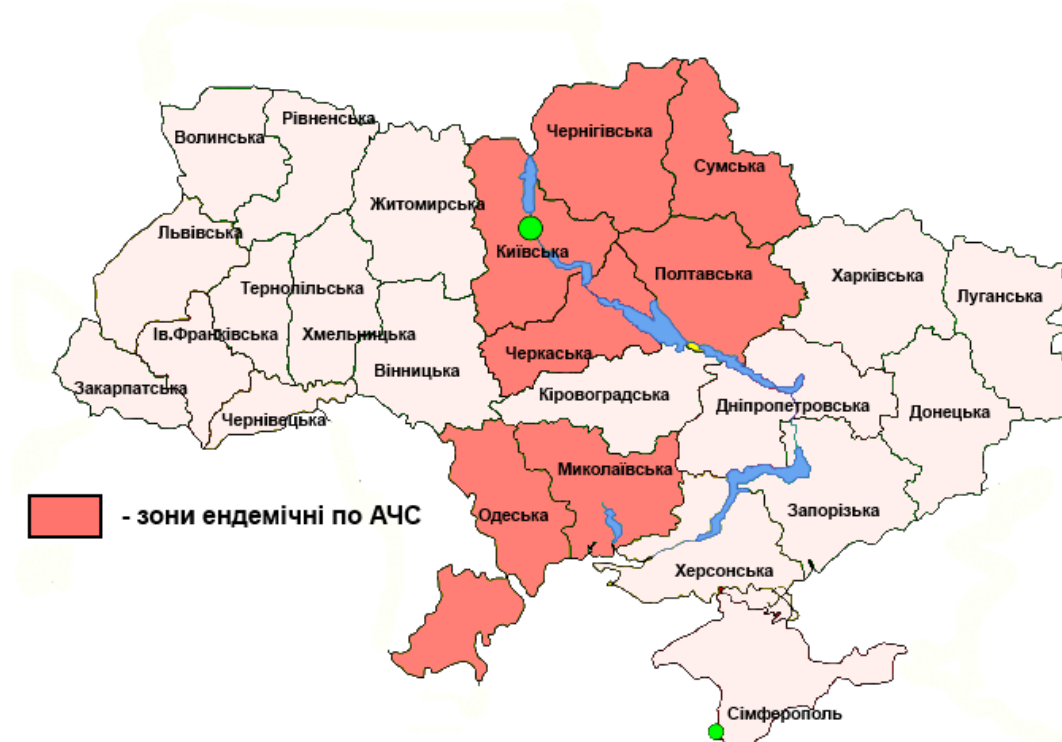 Волинська
Рівненська
Чернігівська
Сумська
Житомирська
Львівська
Київська
Полтавська
Харківська
Тернолільська
Луганська
Ів.Франківська
Хмельницька
Черкаська
Вінницька
Закарпатська
Кіровоградська
Дніпропетровська
Донецька
Чернівецька
Миколаївська
Одеська
- зони ендемічні по АЧС
Запорізька
Херсонська
Сімферополь